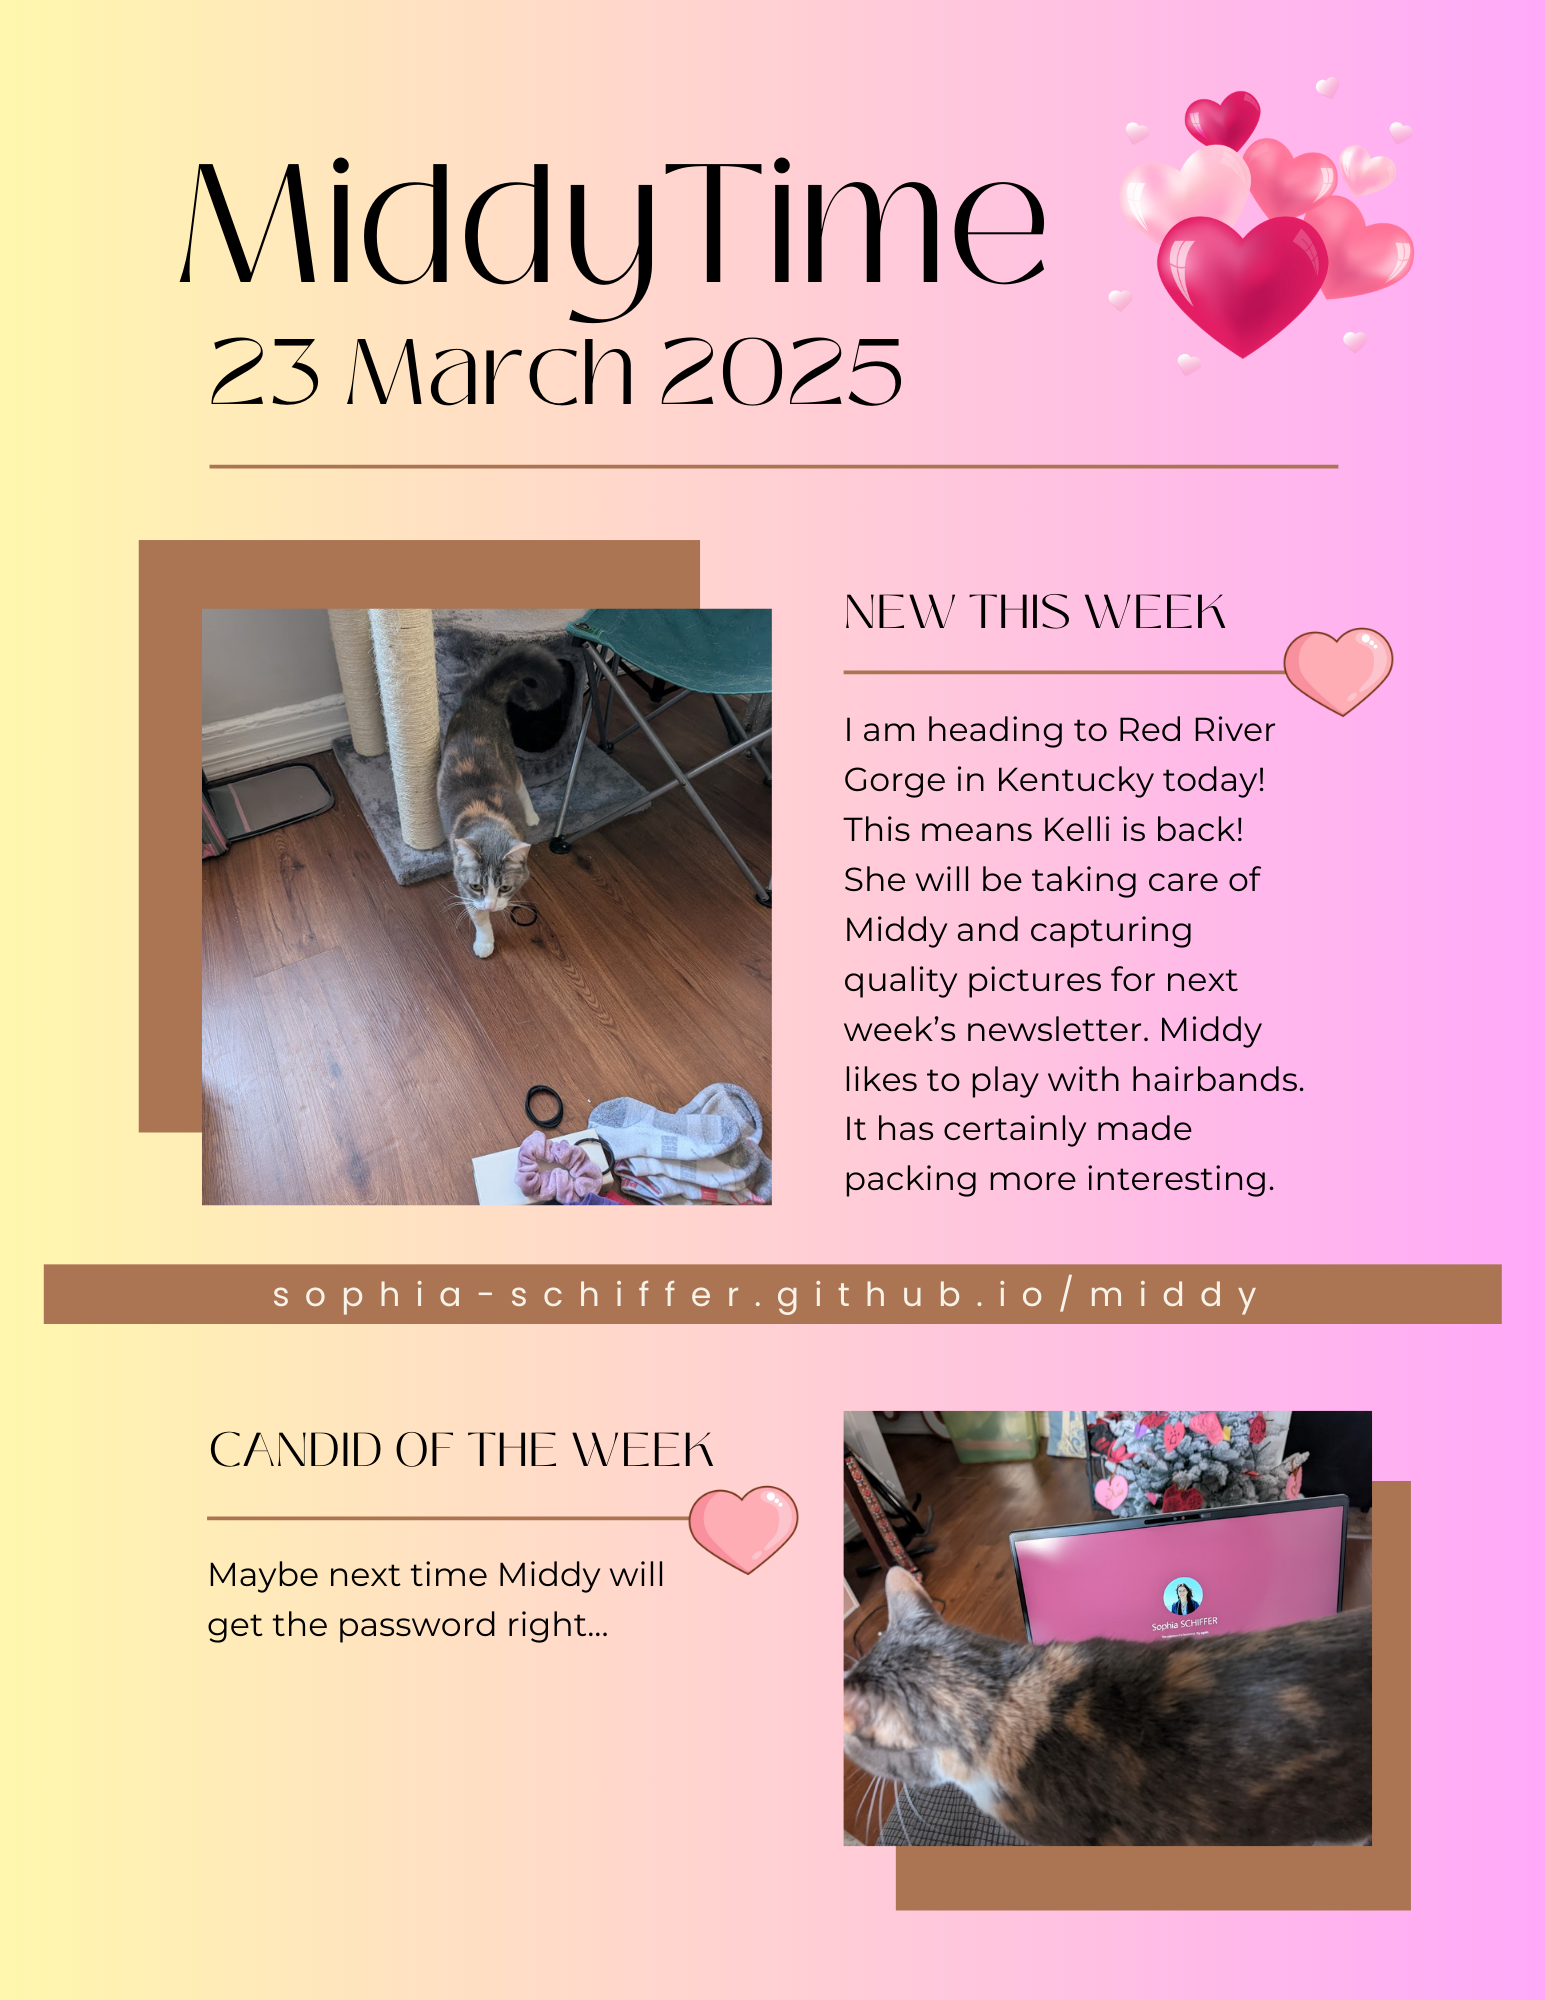 MiddyTime
23 March 2025
NEW THIS WEEK
I am heading to Red River
Gorge in Kentucky today!
This means Kelli is back!
She will be taking care of
Middy and capturing
quality pictures for next
week’s newsletter. Middy
likes to play with hairbands.
It has certainly made
packing more interesting.
sophia-schiffer.github.io/middy
CANDID OF THE WEEK
Maybe next time Middy will
get the password right...
Sophia SCHIFFER